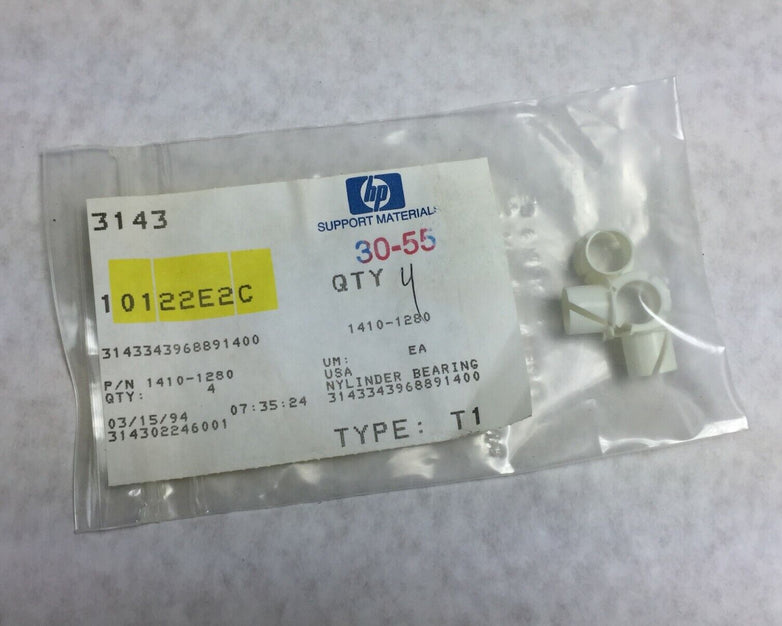 3143
hp
SUPPORT MATERIALS
30-55
10122E2C
QTY 4
1410-1280
3143343968891400
UM: EA
USA
P/N 1410-1280
NYLINDER BEARING
QTY: 4
3143343968891400
03/15/94 07:35:24
314302246001
TYPE: T1